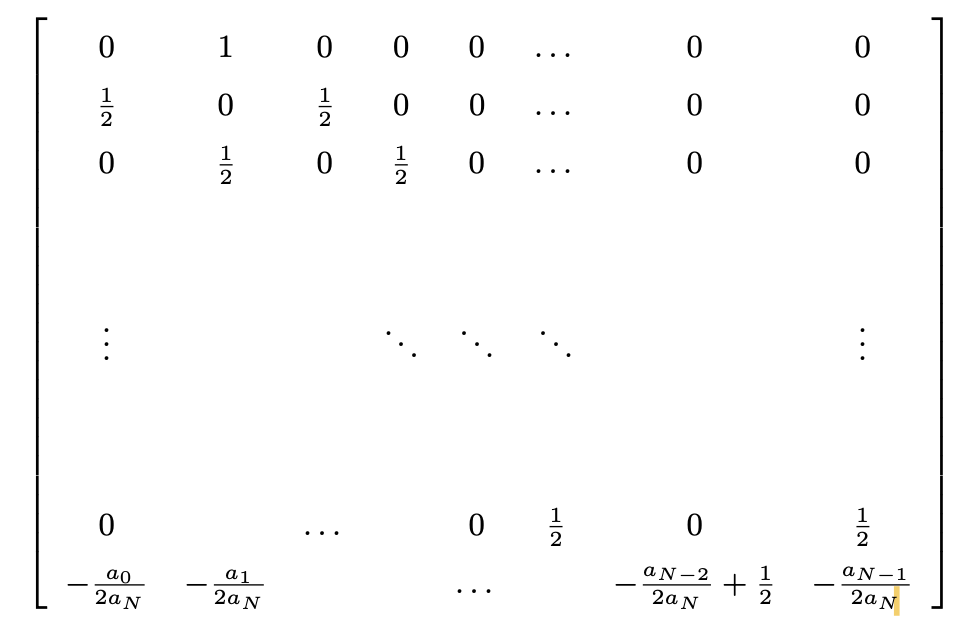 0 1 0 0 0 … 0 0
1/2 0 1/2 0 0 … 0 0
0 1/2 0 1/2 0 … 0 0
⋮ ⋱ ⋱ ⋱ ⋮
0 … 0 1/2 0 1/2
−a_0/2a_N −a_1/2a_N … −a_{N−2}/2a_N + 1/2 −a_{N−1}/2a_N